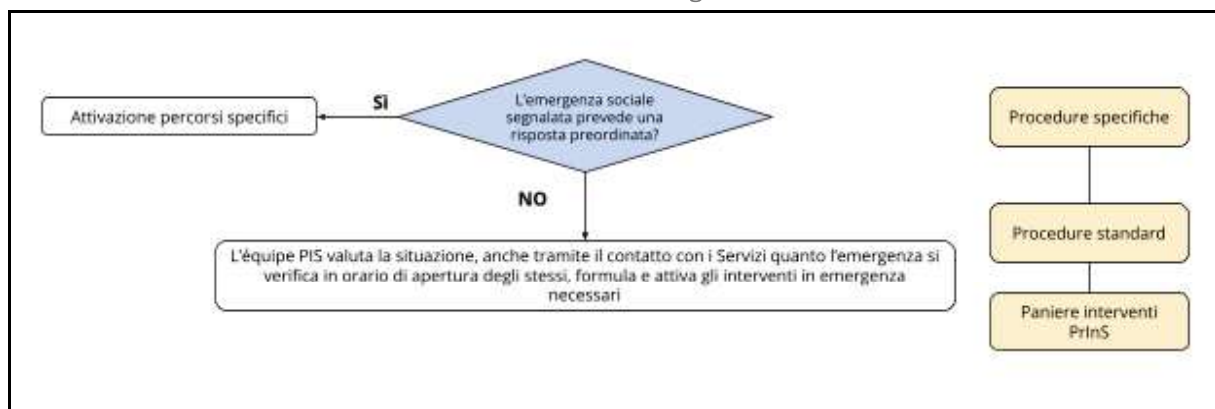 L'emergenza sociale
segnalata prevede una
risposta preordinata?
Sì
Attivazione percorsi specifici
NO
L'équipe PIS valuta la situazione, anche tramite il contatto con i Servizi quanto l'emergenza si
verifica in orario di apertura degli stessi, formula e attiva gli interventi in emergenza
necessari
Procedure specifiche
Procedure standard
Paniere interventi
PrInS